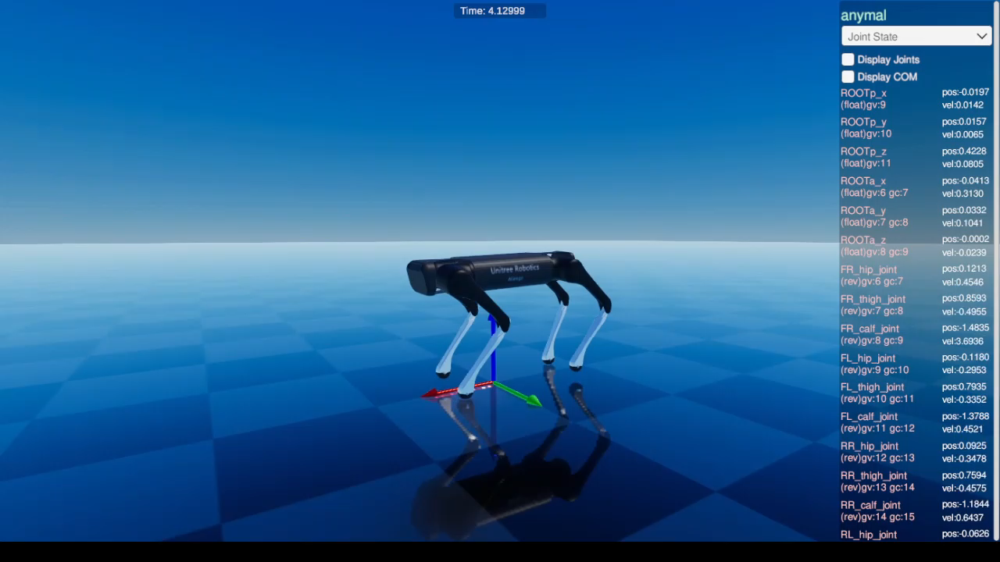 Time: 4.12999
anymal
Joint State
Display Joints
Display COM
ROOTp_x pos:-0.0197
(float)gv:9 vel:0.0142
ROOTp_y pos:0.0157
(float)gv:10 vel:0.0065
ROOTp_z pos:0.4228
(float)gv:11 vel:0.0805
ROOTa_x pos:-0.0413
(float)gv:6 gc:7 vel:0.3130
ROOTa_y pos:0.0332
(float)gv:7 gc:8 vel:0.1041
ROOTa_z pos:-0.0002
(float)gv:8 gc:9 vel:-0.0239
FR_hip_joint pos:0.1213
(rev)gv:6 gc:7 vel:0.4546
FR_thigh_joint pos:0.8593
(rev)gv:7 gc:8 vel:-0.4955
FR_calf_joint pos:-1.4835
(rev)gv:8 gc:9 vel:3.6936
FL_hip_joint pos:-0.1180
(rev)gv:9 gc:10 vel:-0.2953
FL_thigh_joint pos:0.7935
(rev)gv:10 gc:11 vel:-0.3352
FL_calf_joint pos:-1.3788
(rev)gv:11 gc:12 vel:0.4521
RR_hip_joint pos:0.0925
(rev)gv:12 gc:13 vel:-0.3478
RR_thigh_joint pos:0.7594
(rev)gv:13 gc:14 vel:-0.4575
RR_calf_joint pos:-1.1844
(rev)gv:14 gc:15 vel:0.6437
RL_hip_joint pos:-0.0626
Unitree Robotics